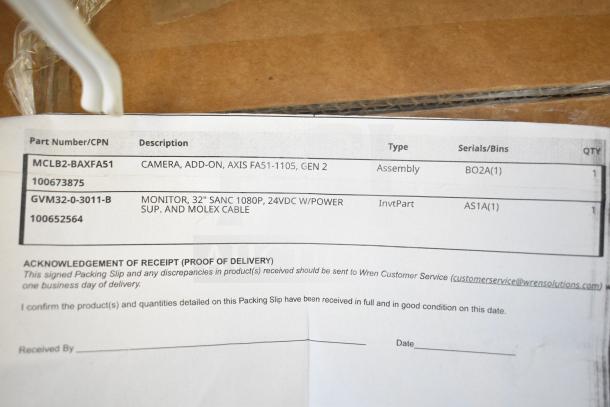 Part Number/CPN Description Type Serials/Bins QTY
MCLB2-BAXFA51 CAMERA, ADD-ON, AXIS FA51-1105, GEN 2 Assembly BO2A(1) 1
100673875
GVM32-0-3011-B MONITOR, 32" SANC 1080P, 24VDC W/POWER InvtPart AS1A(1) 1
SUP. AND MOLEX CABLE
100652564
ACKNOWLEDGEMENT OF RECEIPT (PROOF OF DELIVERY)
This signed Packing Slip and any discrepancies in product(s) received should be sent to Wren Customer Service (customerservice@wrensolutions.com)
one business day of delivery.
I confirm the product(s) and quantities detailed on this Packing Slip have been received in full and in good condition on this date.
Received By Date